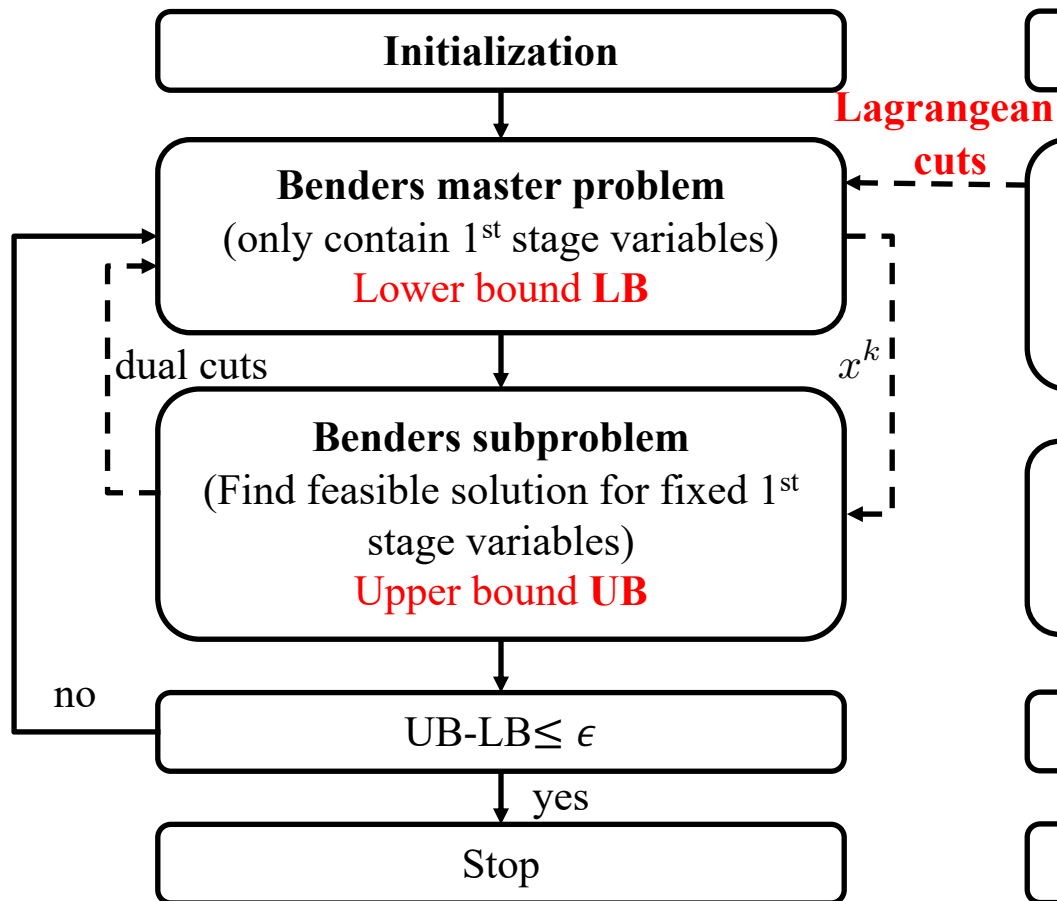 Initialization
Lagrangean
cuts
Benders master problem
(only contain 1st stage variables)
Lower bound LB
dual cuts
x^k
Benders subproblem
(Find feasible solution for fixed 1st
stage variables)
Upper bound UB
no
UB-LB≤ ϵ
yes
Stop